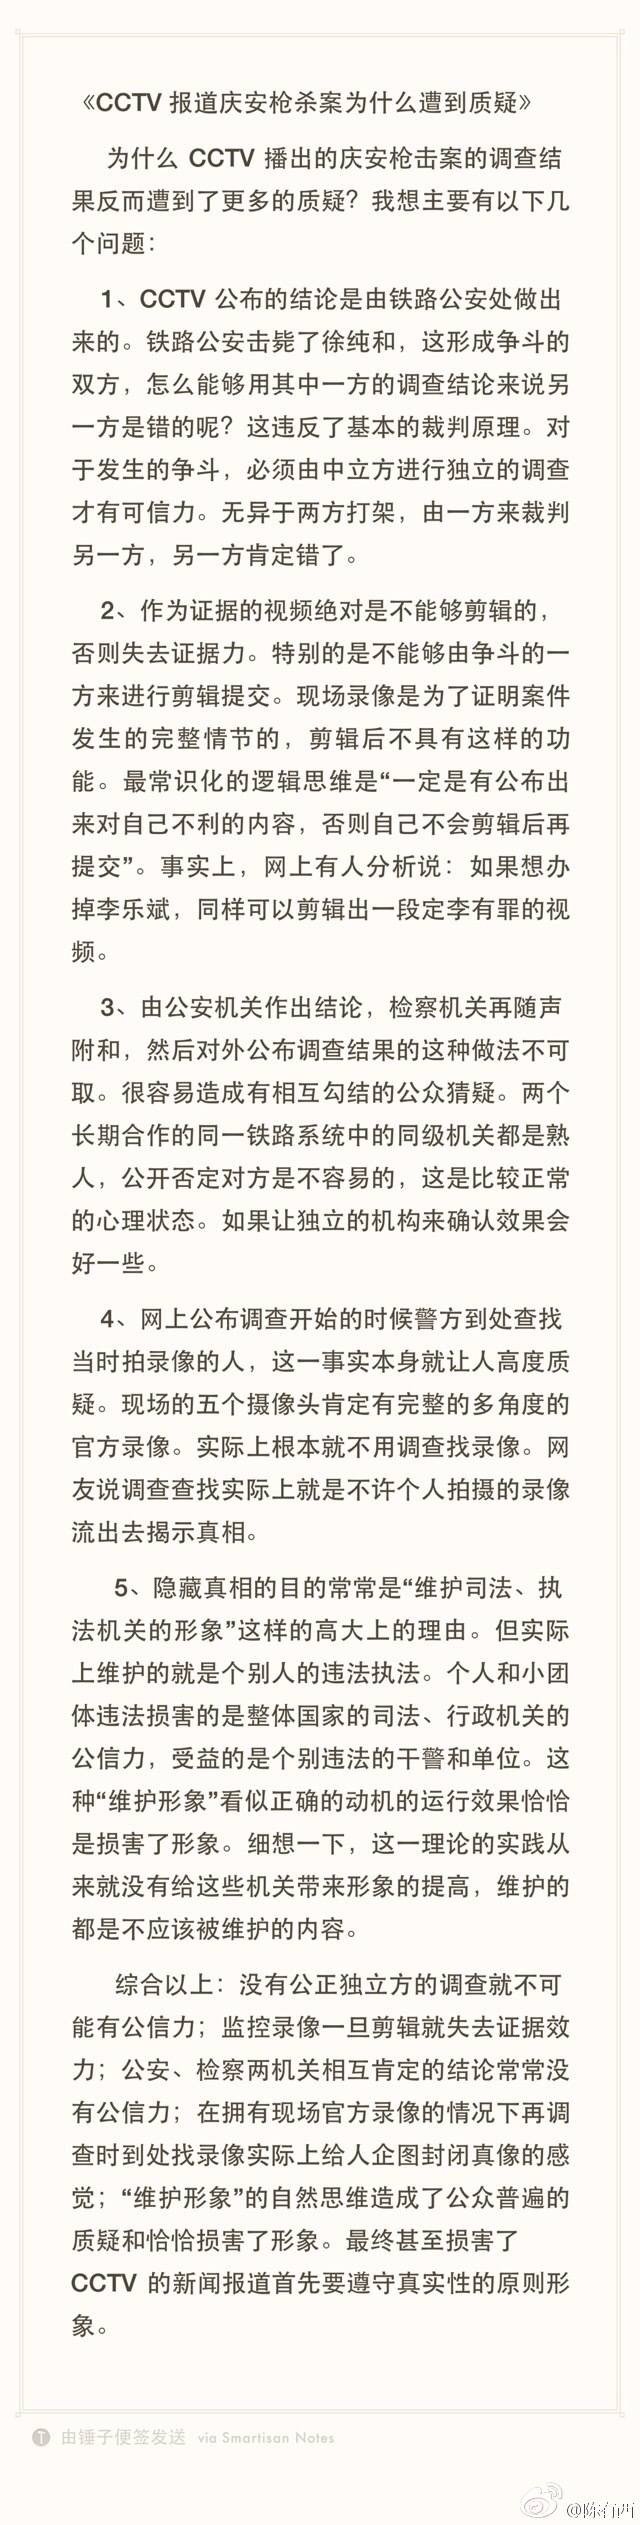 《CCTV 报道庆安枪杀案为什么遭到质疑》
为什么 CCTV 播出的庆安枪击案的调查结
果反而遭到了更多的质疑？我想主要有以下几
个问题：
1、CCTV 公布的结论是由铁路公安处做出
来的。铁路公安击毙了徐纯和，这形成争斗的
双方，怎么能够用其中一方的调查结论来说另
一方是错的呢？这违反了基本的裁判原理。对
于发生的争斗，必须由中立方进行独立的调查
才有可信力。无异于两方打架，由一方来裁判
另一方，另一方肯定错了。
2、作为证据的视频绝对是不能够剪辑的，
否则失去证据力。特别的是不能够由争斗的一
方来进行剪辑提交。现场录像是为了证明案件
发生的完整情节的，剪辑后不具有这样的功
能。最常识化的逻辑思维是“一定是有公布出
来对自己不利的内容，否则自己不会剪辑后再
提交”。事实上，网上有人分析说：如果想办
掉李乐斌，同样可以剪辑出一段定李有罪的视
频。
3、由公安机关作出结论，检察机关再随声
附和，然后对外公布调查结果的这种做法不可
取。很容易造成有相互勾结的公众猜疑。两个
长期合作的同一铁路系统中的同级机关都是熟
人，公开否定对方是不容易的，这是比较正常
的心理状态。如果让独立的机构来确认效果会
好一些。
4、网上公布调查开始的时候警方到处查找
当时拍录像的人，这一事实本身就让人高度质
疑。现场的五个摄像头肯定有完整的多角度的
官方录像。实际上根本就不用调查找录像。网
友说调查查找实际上就是不许个人拍摄的录像
流出去揭示真相。
5、隐藏真相的目的常常是“维护司法、执
法机关的形象”这样的高大上的理由。但实际
上维护的就是个别人的违法执法。个人和小团
体违法损害的是整体国家的司法、行政机关的
公信力，受益的是个别违法的干警和单位。这
种“维护形象”看似正确的动机的运行效果恰恰
是损害了形象。细想一下，这一理论的实践从
来就没有给这些机关带来形象的提高，维护的
都是不应该被维护的内容。
综合以上：没有公正独立方的调查就不可
能有公信力；监控录像一旦剪辑就失去证据效
力；公安、检察两机关相互肯定的结论常常没
有公信力；在拥有现场官方录像的情况下再调
查时到处找录像实际上给人企图封闭真像的感
觉；“维护形象”的自然思维造成了公众普遍的
质疑和恰恰损害了形象。最终甚至损害了
CCTV 的新闻报道首先要遵守真实性的原则形
象。
由锤子便签发送 via Smartisan Notes
@陈有西